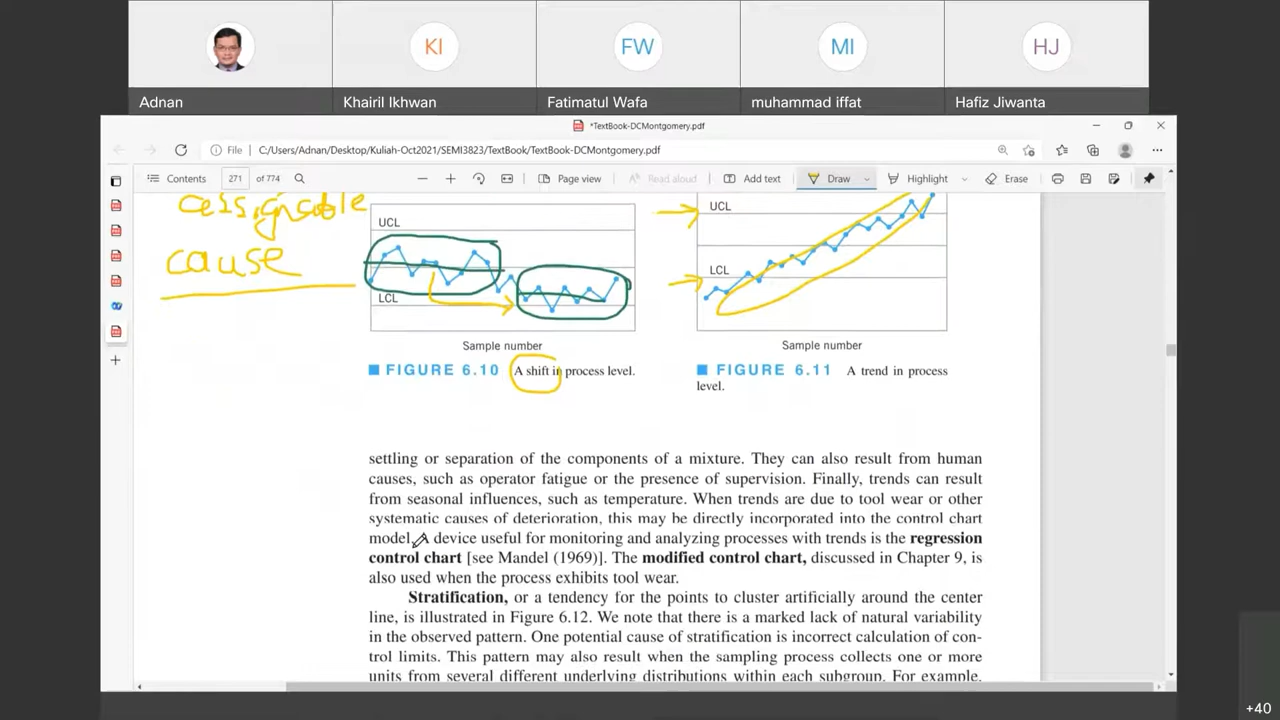 KI
FW
MI
HJ
Adnan
Khairil Ikhwan
Fatimatul Wafa
muhammad iffat
Hafiz Jiwanta
*TextBook-DCMontgomery.pdf
File
C:/Users/Adnan/Desktop/Kuliah-Oct2021/SEMI3823/TextBook/TextBook-DCMontgomery.pdf
Contents
271
of 774
Page view
Read aloud
Add text
Draw
Highlight
Erase
cause
UCL
LCL
Sample number
FIGURE 6.10 A shift in process level.
UCL
LCL
Sample number
FIGURE 6.11 A trend in process
level.
settling or separation of the components of a mixture. They can also result from human
causes, such as operator fatigue or the presence of supervision. Finally, trends can result
from seasonal influences, such as temperature. When trends are due to tool wear or other
systematic causes of deterioration, this may be directly incorporated into the control chart
model. A device useful for monitoring and analyzing processes with trends is the regression
control chart [see Mandel (1969)]. The modified control chart, discussed in Chapter 9, is
also used when the process exhibits tool wear.
Stratification, or a tendency for the points to cluster artificially around the center
line, is illustrated in Figure 6.12. We note that there is a marked lack of natural variability
in the observed pattern. One potential cause of stratification is incorrect calculation of con-
trol limits. This pattern may also result when the sampling process collects one or more
units from several different underlying distributions within each subgroup. For example,
+40